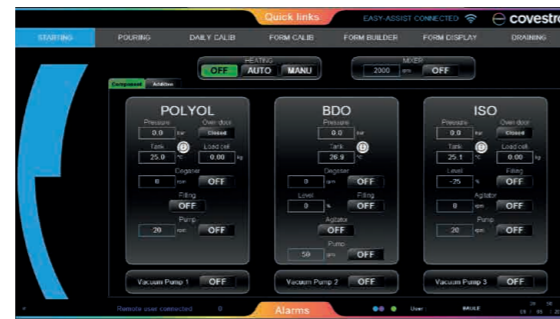 Quick links
EASY-ASSIST CONNECTED
covestro
STARTING POURING DAILY CALIB FORM CALIB FORM BUILDER FORM DISPLAY DRAINING
HEATING
OFF AUTO MANU
MIXER
2000 rpm OFF
Component Additive
POLYOL
Pressure Oven door
0.0 bar Closed
Tank Load cell
25.0 °C 0.00 kg
Degaser
0 rpm OFF
Filling
OFF
Pump
20 rpm OFF
Vacuum Pump 1 OFF
BDO
Pressure
0.0 bar
Tank
26.9 °C
Degaser
0 rpm OFF
Level Filling
0 % OFF
Agitator
OFF
Pump
50 rpm OFF
Vacuum Pump 2 OFF
ISO
Pressure Oven door
0.0 bar Closed
Tank Load cell
25.1 °C 0.00 kg
Level Filling
-25 % OFF
Agitator
0 rpm OFF
Pump
20 rpm OFF
Vacuum Pump 3 OFF
Remote user connected 0
Alarms
User : BRULE